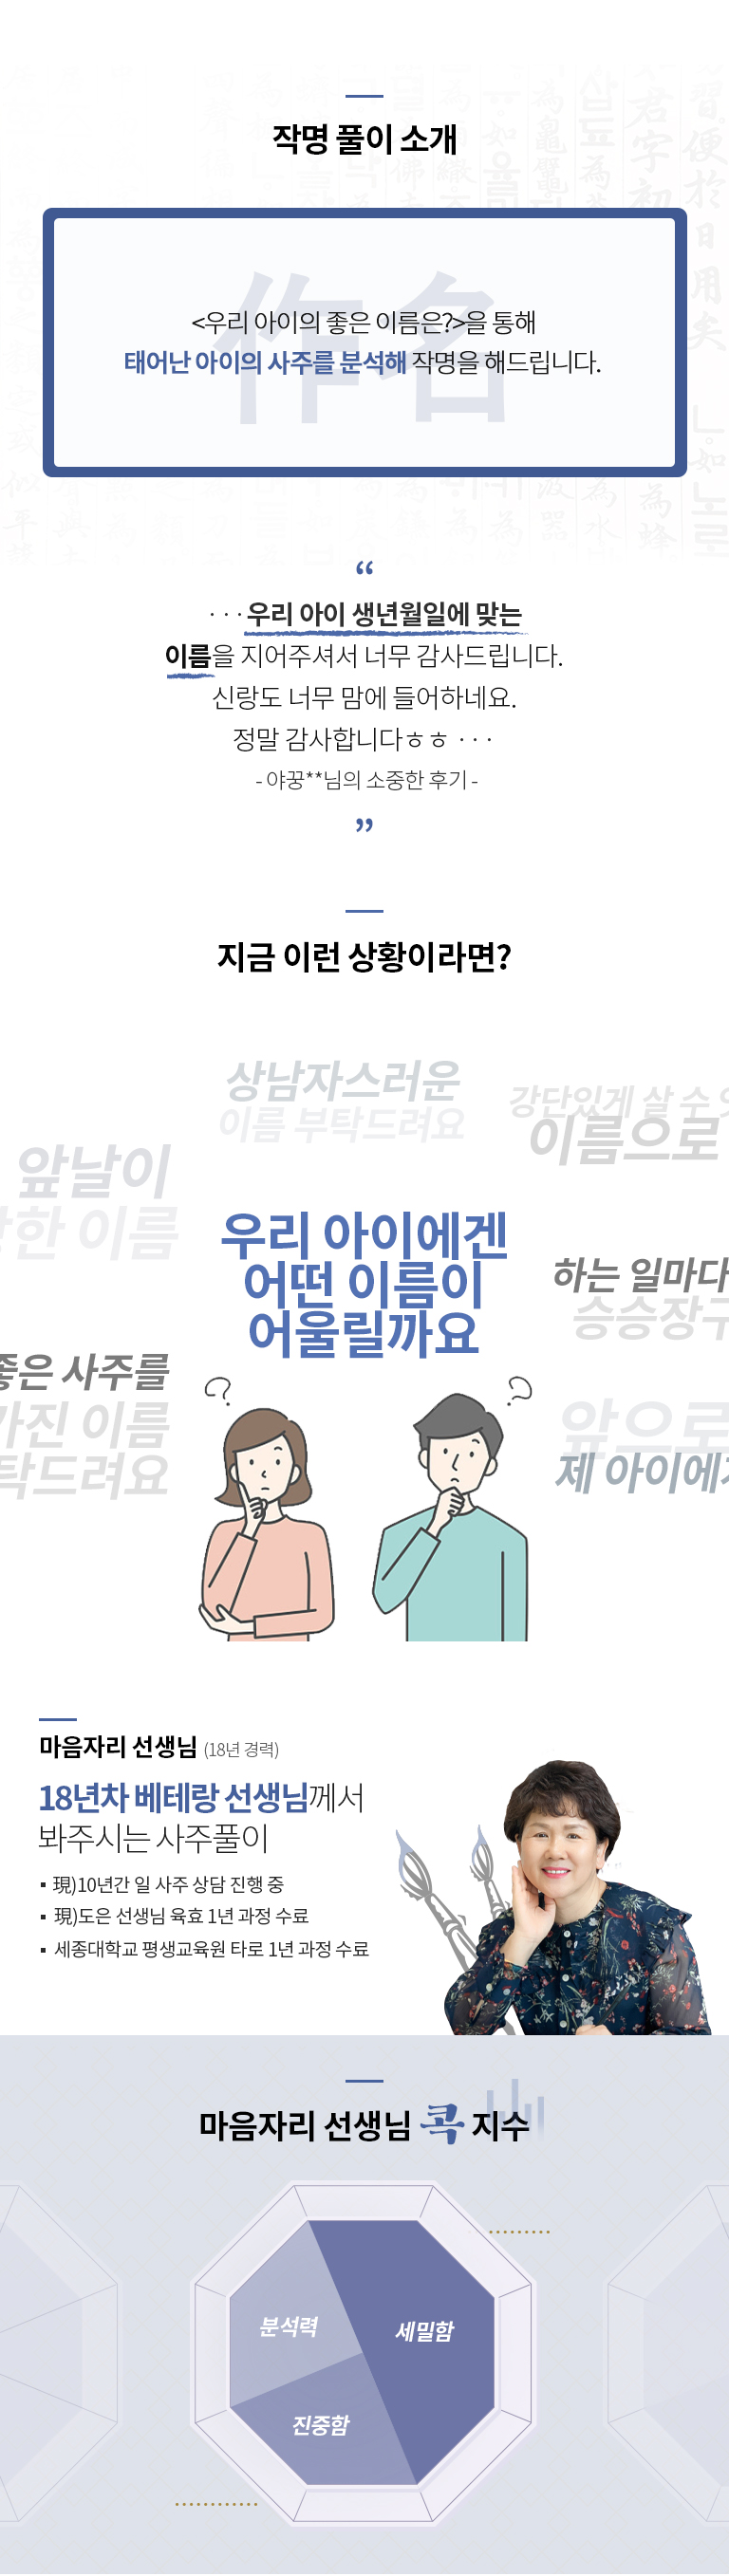 작명 풀이 소개
作名
<우리 아이의 좋은 이름은?>을 통해
태어난 아이의 사주를 분석해 작명을 해드립니다.
“
· · · 우리 아이 생년월일에 맞는
이름을 지어주셔서 너무 감사드립니다.
신랑도 너무 맘에 들어하네요.
정말 감사합니다ㅎㅎ · · ·
- 야꿍**님의 소중한 후기 -
”
지금 이런 상황이라면?
상남자스러운
이름 부탁드려요
강단있게 살 수
이름으로
앞날이
한 이름
우리 아이에겐
어떤 이름이
어울릴까요
하는 일마다
승승장구
좋은 사주를
가진 이름
탁드려요
앞으로
제 아이에게
마음자리 선생님 (18년 경력)
18년차 베테랑 선생님께서
봐주시는 사주풀이
▪ 現)10년간 일 사주 상담 진행 중
▪ 現)도은 선생님 육효 1년 과정 수료
▪ 세종대학교 평생교육원 타로 1년 과정 수료
마음자리 선생님 콕 지수
분석력
세밀함
진중함